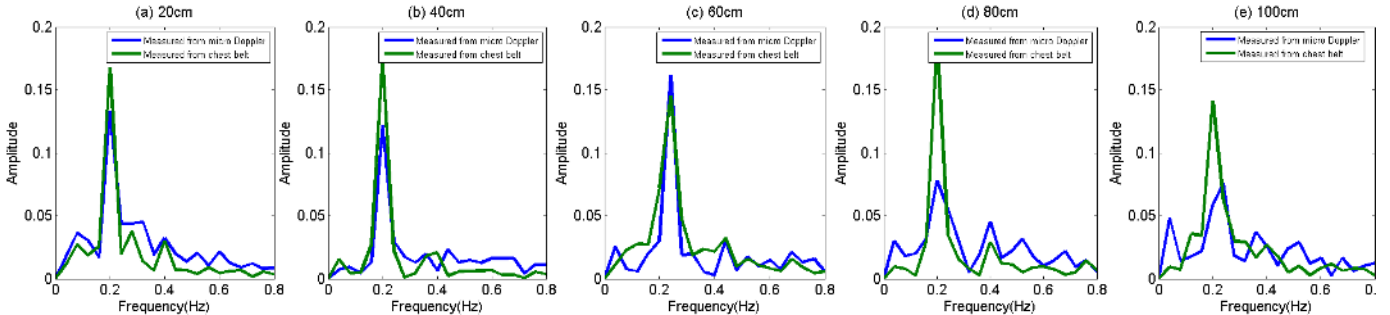 (a) 20cm
0.2
0.15
0.1
0.05
0
Amplitude
Measured from micro Doppler
Measured from chest belt
0 0.2 0.4 0.6 0.8
Frequency(Hz)
(b) 40cm
0.2
0.15
0.1
0.05
0
Amplitude
Measured from micro Doppler
Measured from chest belt
0 0.2 0.4 0.6 0.8
Frequency(Hz)
(c) 60cm
0.2
0.15
0.1
0.05
0
Amplitude
Measured from micro Doppler
Measured from chest belt
0 0.2 0.4 0.6 0.8
Frequency(Hz)
(d) 80cm
0.2
0.15
0.1
0.05
0
Amplitude
Measured from micro Doppler
Measured from chest belt
0 0.2 0.4 0.6 0.8
Frequency(Hz)
(e) 100cm
0.2
0.15
0.1
0.05
0
Amplitude
Measured from micro Doppler
Measured from chest belt
0 0.2 0.4 0.6 0.8
Frequency(Hz)